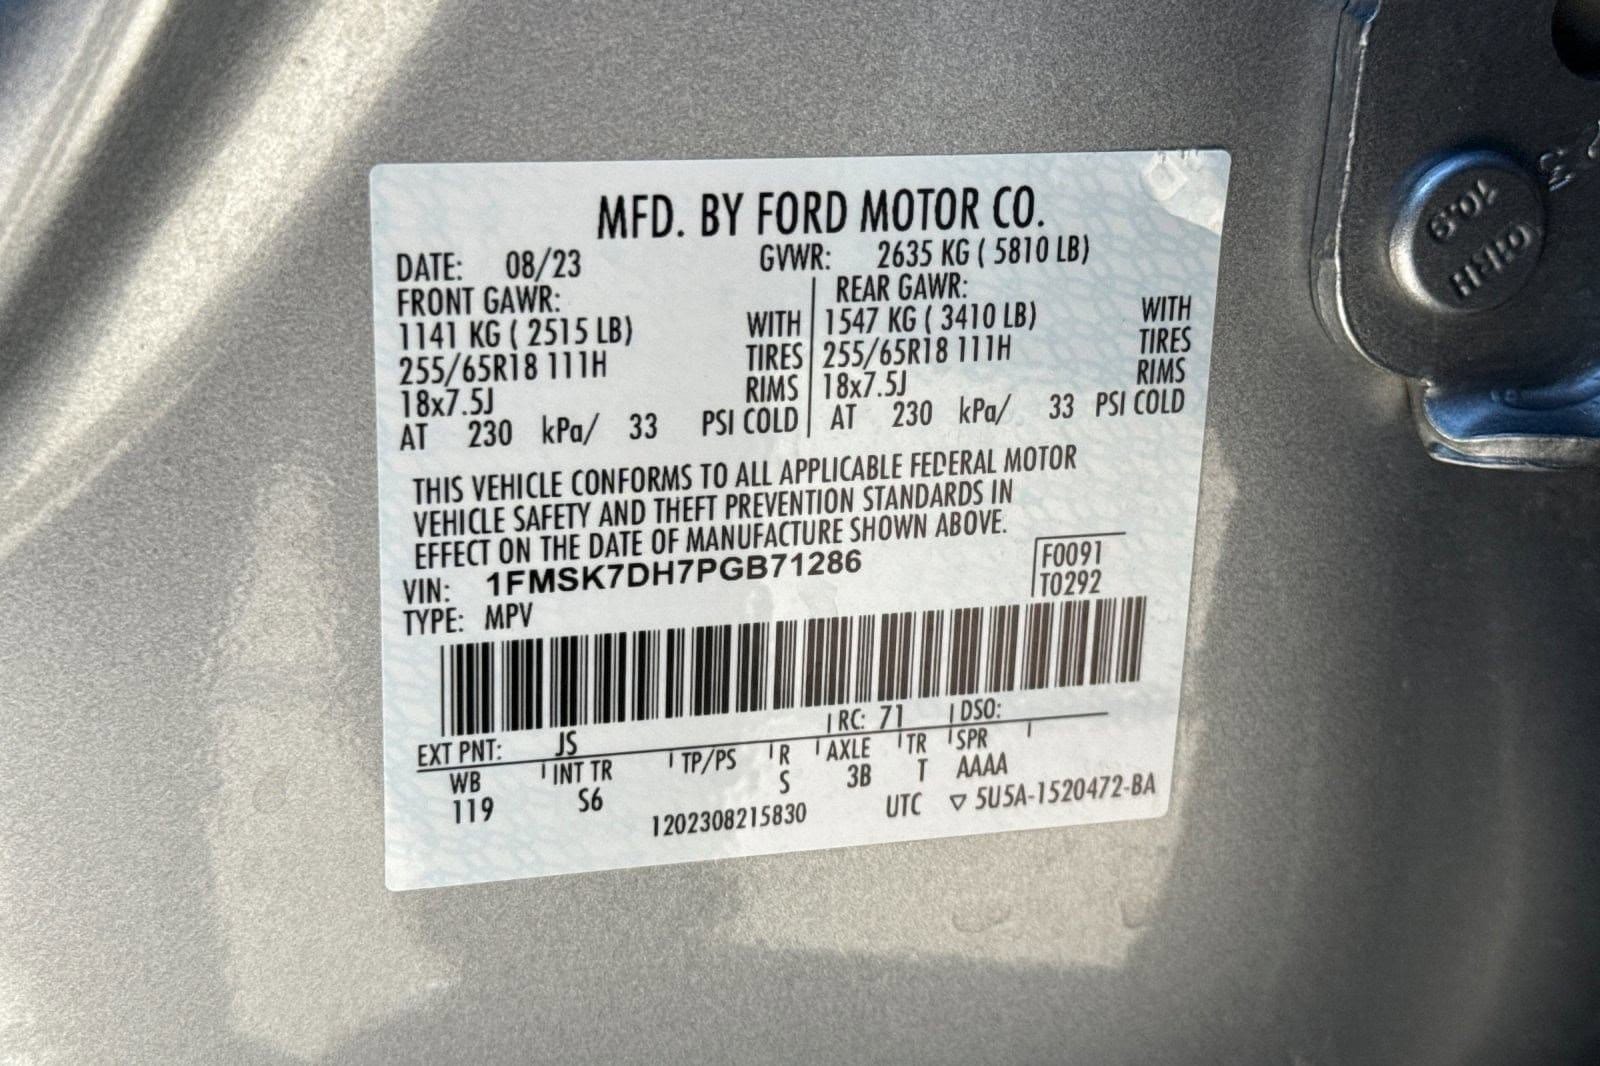 MFD. BY FORD MOTOR CO.
DATE: 08/23 GVWR: 2635 KG ( 5810 LB)
FRONT GAWR: REAR GAWR:
1141 KG ( 2515 LB) WITH 1547 KG ( 3410 LB) WITH
255/65R18 111H TIRES 255/65R18 111H TIRES
18x7.5J RIMS 18x7.5J RIMS
AT 230 kPa/ 33 PSI COLD AT 230 kPa/ 33 PSI COLD
THIS VEHICLE CONFORMS TO ALL APPLICABLE FEDERAL MOTOR
VEHICLE SAFETY AND THEFT PREVENTION STANDARDS IN
EFFECT ON THE DATE OF MANUFACTURE SHOWN ABOVE.
VIN: 1FMSK7DH7PGB71286 F0091
TYPE: MPV T0292
EXT PNT: JS RC: 71 DSO:
WB INT TR TP/PS R AXLE TR SPR
119 S6 S 3B T AAAA
1202308215830 UTC ▽ 5U5A-1520472-BA
10.9